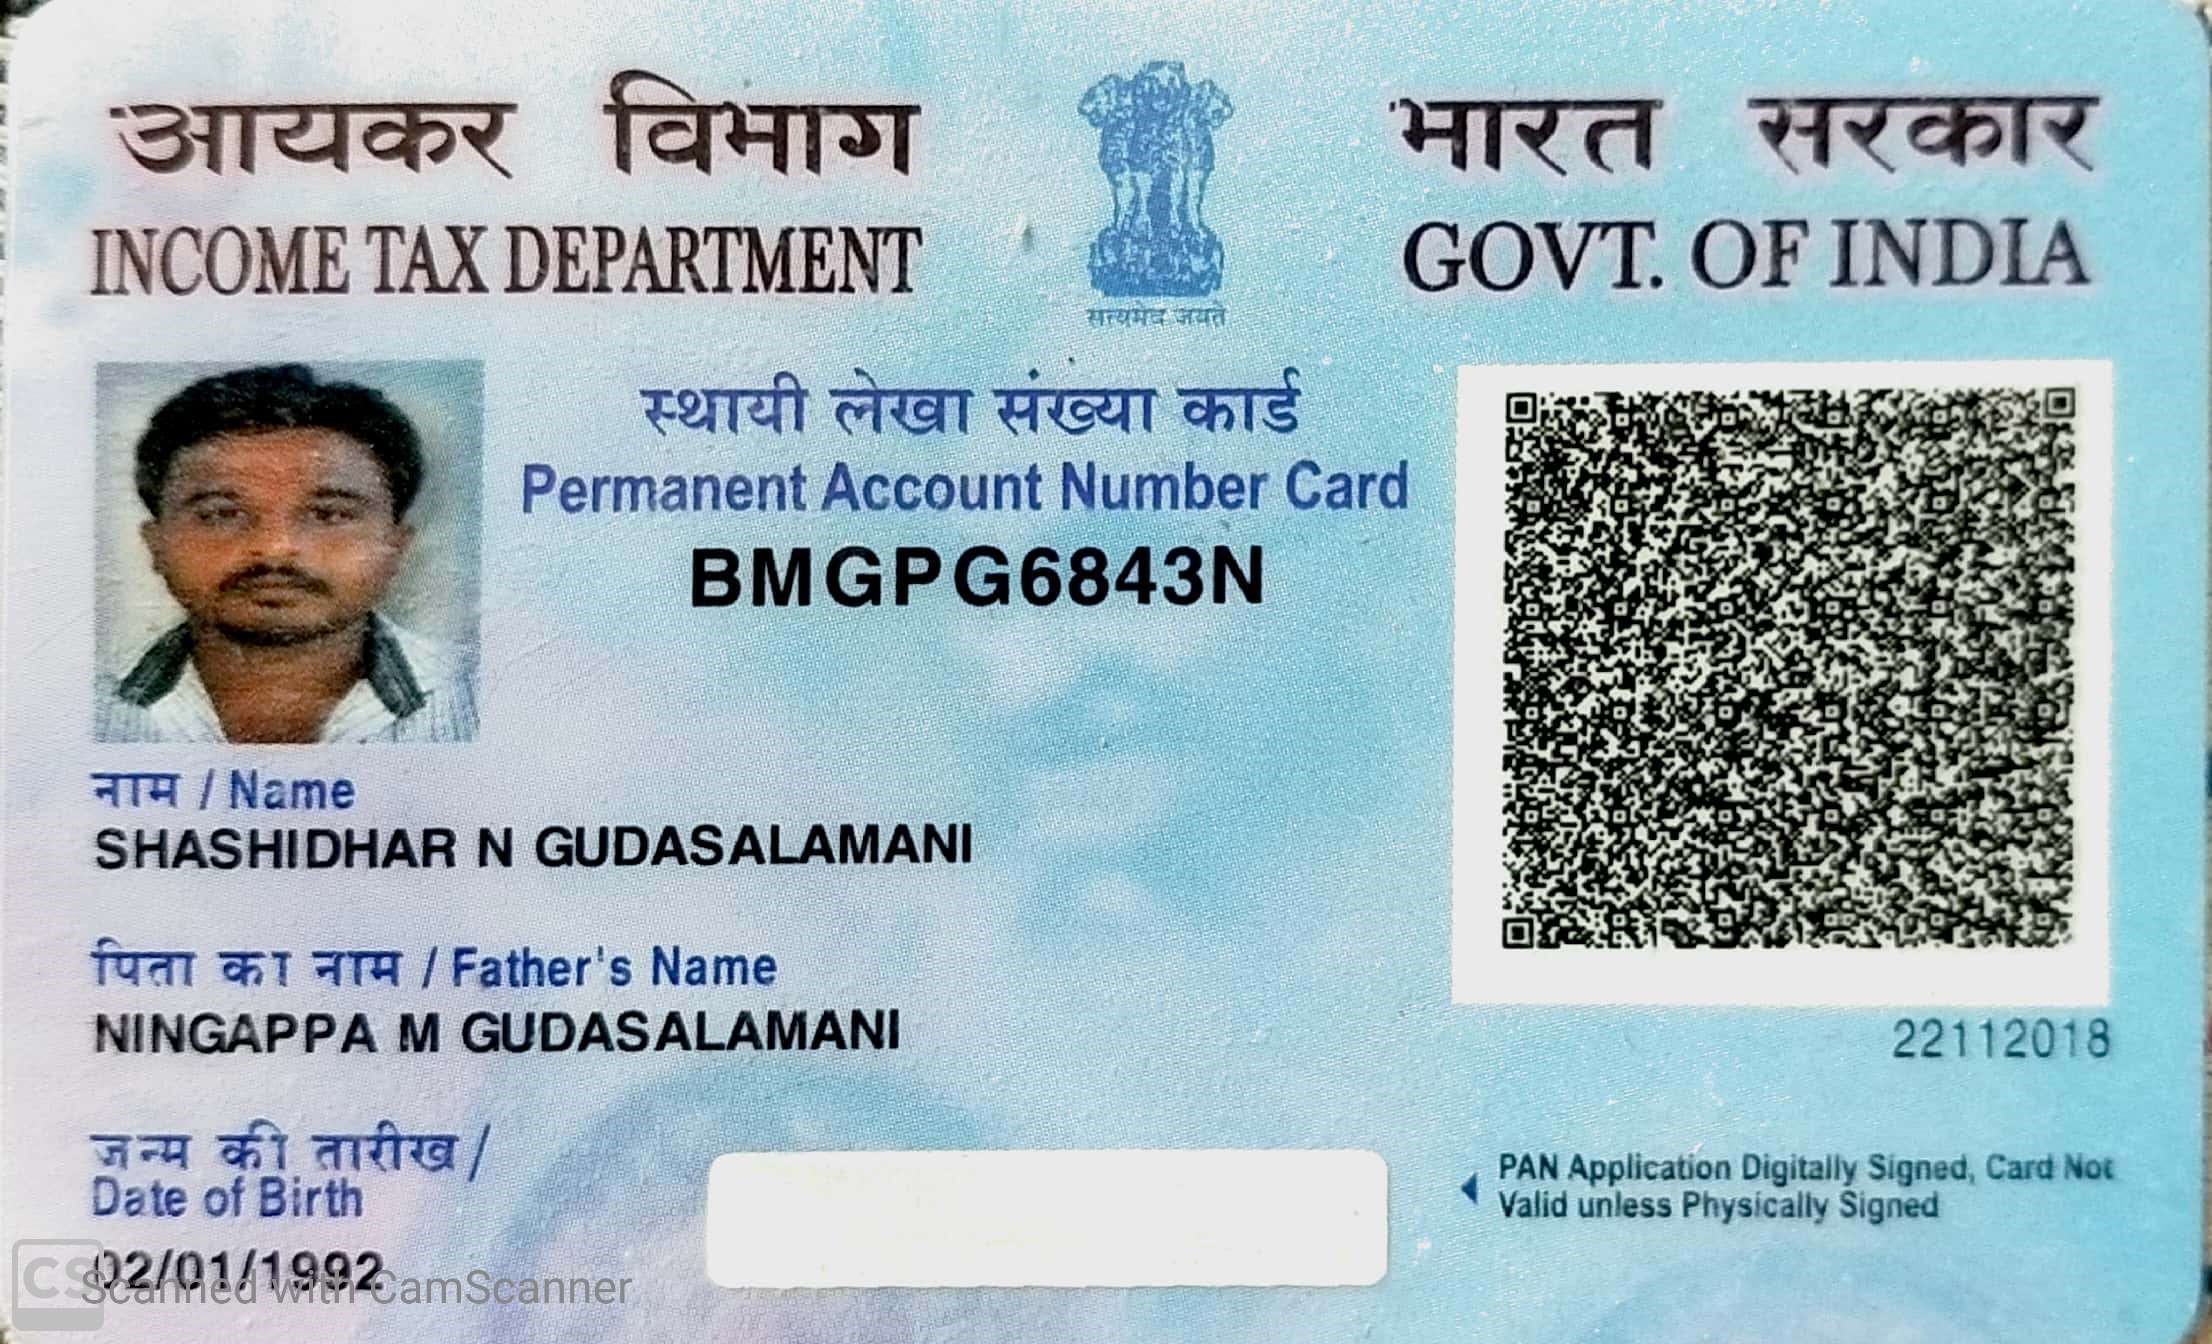 आयकर विभाग
INCOME TAX DEPARTMENT
सत्यमेव जयते
भारत सरकार
GOVT. OF INDIA
स्थायी लेखा संख्या कार्ड
Permanent Account Number Card
BMGPG6843N
नाम / Name
SHASHIDHAR N GUDASALAMANI
पिता का नाम / Father's Name
NINGAPPA M GUDASALAMANI
22112018
जन्म की तारीख /
Date of Birth
02/01/1992
PAN Application Digitally Signed, Card Not
Valid unless Physically Signed
CS
Scanned with CamScanner